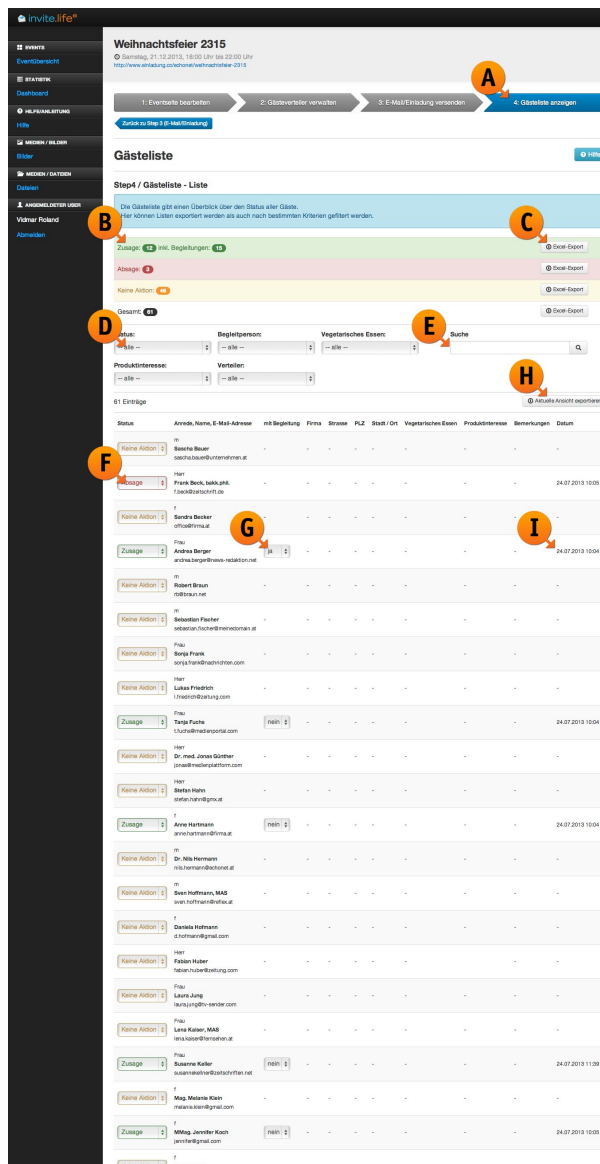 invite.life
EVENTS
Eventübersicht
STATISTIK
Dashboard
HILFE/ANLEITUNG
Hilfe
MEDIEN / BILDER
Bilder
MEDIEN / DATEIEN
Dateien
ANGEMELDETER USER
Vidmar Roland
Abmelden
Weihnachtsfeier 2315
Samstag, 21.12.2013, 18:00 Uhr bis 22:00 Uhr
http://www.einladung.cc/echonet/weihnachtsfeier-2315
A
1: Eventseite bearbeiten 2: Gästeverteiler verwalten 3: E-Mail/Einladung versenden 4: Gästeliste anzeigen
Zurück zu Step 3 (E-Mail/Einladung)
Gästeliste Hilfe
Step4 / Gästeliste - Liste
Die Gästeliste gibt einen Überblick über den Status aller Gäste.
Hier können Listen exportiert werden als auch nach bestimmten Kriterien gefiltert werden.
B C
Zusage: 12 inkl. Begleitungen: 15 Excel-Export
Absage: 3 Excel-Export
Keine Aktion: 46 Excel-Export
Gesamt: 61 Excel-Export
D E
Status: Begleitperson: Vegetarisches Essen: Suche
-- alle -- -- alle -- -- alle --
Produktinteresse: Verteiler:
-- alle -- -- alle --
H
61 Einträge Aktuelle Ansicht exportieren
Status Anrede, Name, E-Mail-Adresse mit Begleitung Firma Strasse PLZ Stadt / Ort Vegetarisches Essen Produktinteresse Bemerkungen Datum
m
Keine Aktion Sascha Bauer - - - - - - - - -
sascha.bauer@unternehmen.at
F
Herr
Absage Frank Beck, bakk.phil. - - - - - - - - 24.07.2013 10:05
f.beck@zeitschrift.de
f
Keine Aktion Sandra Becker - - - - - - - - -
office@firma.at
G I
Frau
Zusage Andrea Berger ja - - - - - - - 24.07.2013 10:04
andrea.berger@news-redaktion.net
m
Keine Aktion Robert Braun - - - - - - - - -
rb@braun.net
m
Keine Aktion Sebastian Fischer - - - - - - - - -
sebastian.fischer@meinedomain.at
Frau
Keine Aktion Sonja Frank - - - - - - - - -
sonja.frank@nachrichten.com
Herr
Keine Aktion Lukas Friedrich - - - - - - - - -
l.friedrich@zeitung.com
Frau
Zusage Tanja Fuchs nein - - - - - - - 24.07.2013 10:04
t.fuchs@medienportal.com
Herr
Keine Aktion Dr. med. Jonas Günther - - - - - - - - -
jonas@medienplattform.com
Herr
Keine Aktion Stefan Hahn - - - - - - - - -
stefan.hahn@gmx.at
f
Zusage Anne Hartmann nein - - - - - - - 24.07.2013 10:04
anne.hartmann@firma.at
m
Keine Aktion Dr. Nils Hermann - - - - - - - - -
nils.hermann@echonet.at
m
Keine Aktion Sven Hoffmann, MAS - - - - - - - - -
sven.hoffmann@reflex.at
f
Keine Aktion Daniela Hofmann - - - - - - - - -
d.hofmann@gmail.com
Herr
Keine Aktion Fabian Huber - - - - - - - - -
fabian.huber@zeitung.com
Frau
Keine Aktion Laura Jung - - - - - - - - -
laura.jung@tv-sender.com
Frau
Keine Aktion Lena Kaiser, MAS - - - - - - - - -
lena.kaiser@fernsehen.at
Frau
Zusage Susanne Keller nein - - - - - - - 24.07.2013 11:39
susannekellner@zeitschriften.net
f
Keine Aktion Mag. Melanie Klein - - - - - - - - -
melanie.klein@gmail.com
f
Zusage MMag. Jennifer Koch nein - - - - - - - 24.07.2013 10:05
jennifer@gmail.com
f